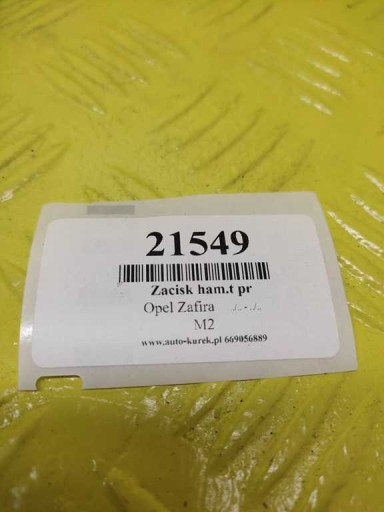 21549
Zacisk ham.t pr
Opel Zafira /.. - ../..
M2
www.auto-kurek.pl 669056889